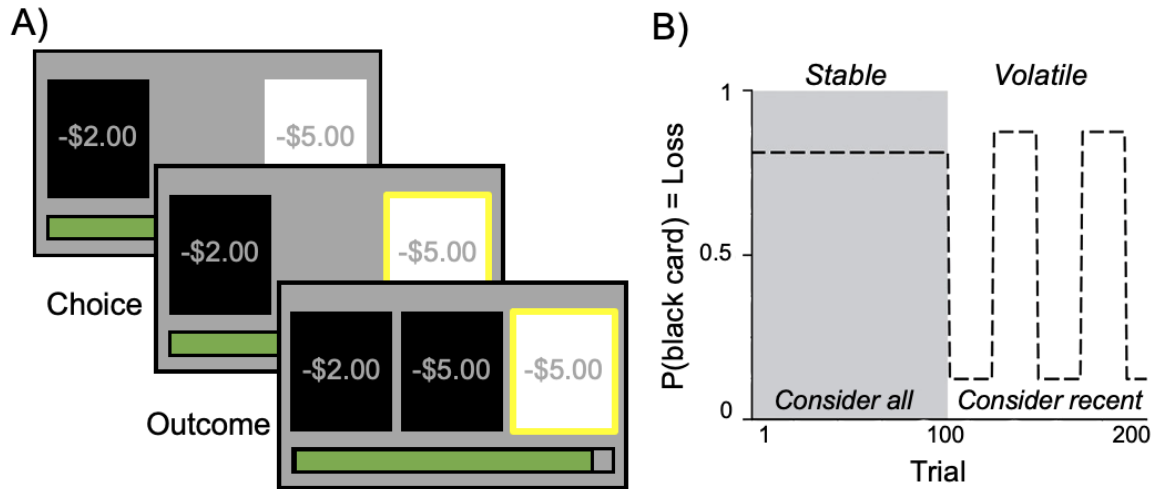 A)
-$2.00
-$5.00
-$2.00
-$5.00
Choice
-$2.00
-$5.00
-$5.00
Outcome
B)
Stable
Volatile
P(black card) = Loss
1
0.5
0
Consider all
Consider recent
1
100
200
Trial